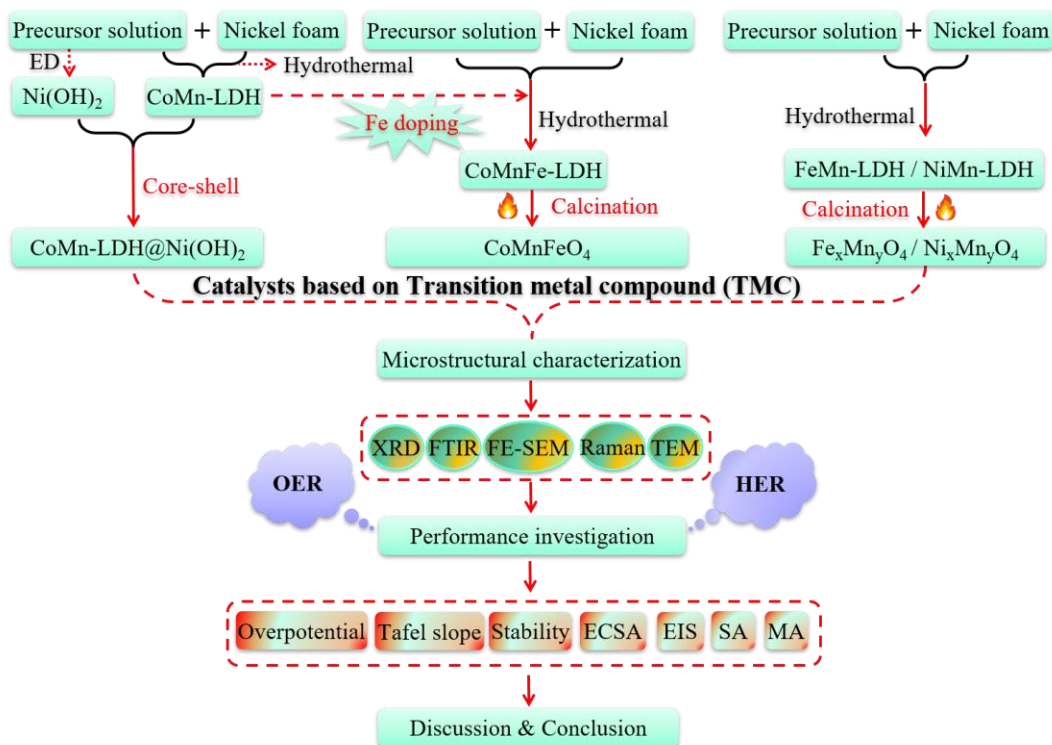 Precursor solution + Nickel foam
Precursor solution + Nickel foam
Precursor solution + Nickel foam
ED
Hydrothermal
Ni(OH)₂
CoMn-LDH
Fe doping
Hydrothermal
Hydrothermal
Core-shell
CoMnFe-LDH
FeMn-LDH / NiMn-LDH
Calcination
Calcination
CoMn-LDH@Ni(OH)₂
CoMnFeO₄
FeₓMnᵧO₄ / NiₓMnᵧO₄
Catalysts based on Transition metal compound (TMC)
Microstructural characterization
XRD FTIR FE-SEM Raman TEM
OER
HER
Performance investigation
Overpotential Tafel slope Stability ECSA EIS SA MA
Discussion & Conclusion